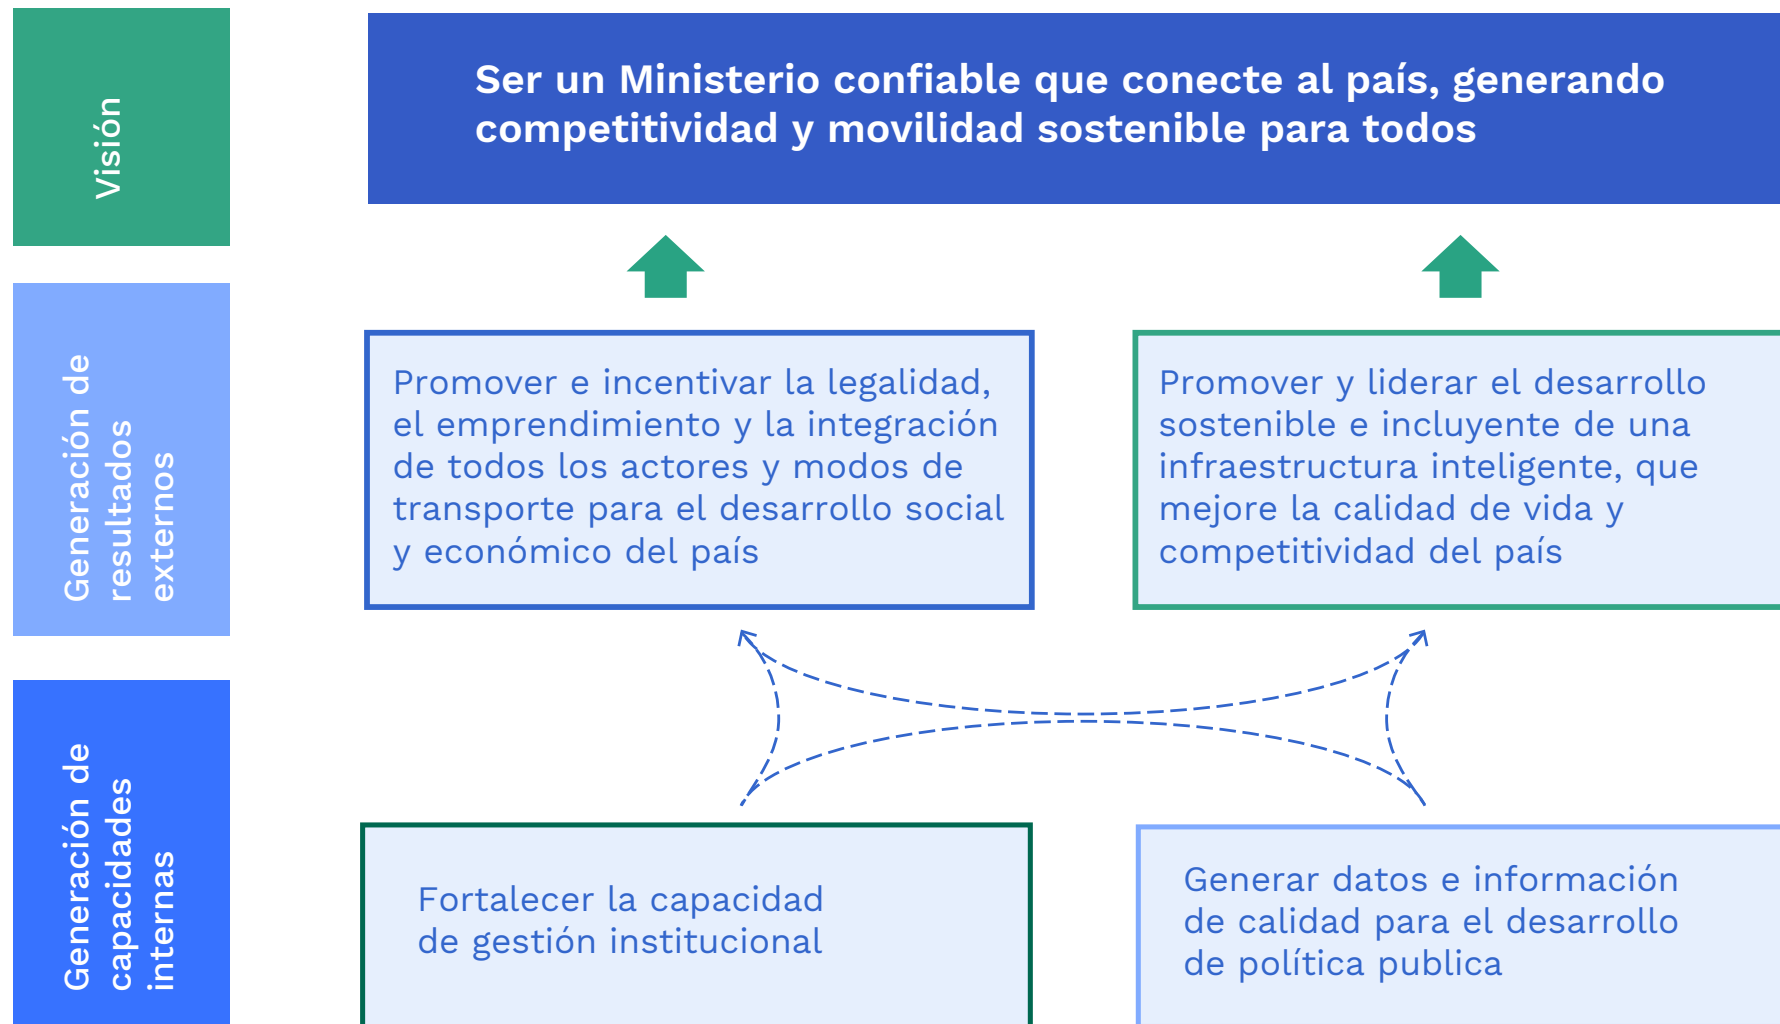 Visión
Ser un Ministerio confiable que conecte al país, generando
competitividad y movilidad sostenible para todos
Generación de
resultados
externos
Promover e incentivar la legalidad,
el emprendimiento y la integración
de todos los actores y modos de
transporte para el desarrollo social
y económico del país
Promover y liderar el desarrollo
sostenible e incluyente de una
infraestructura inteligente, que
mejore la calidad de vida y
competitividad del país
Generación de
capacidades
internas
Fortalecer la capacidad
de gestión institucional
Generar datos e información
de calidad para el desarrollo
de política publica